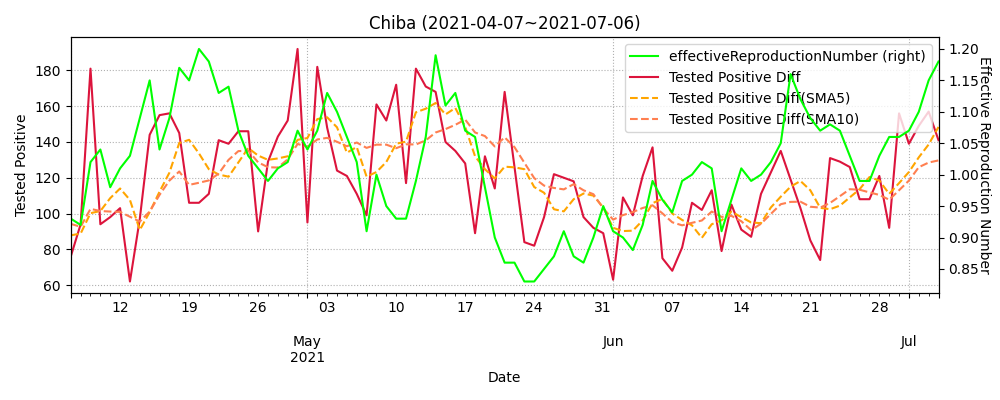 Chiba (2021-04-07~2021-07-06)
effectiveReproductionNumber (right)
Tested Positive Diff
Tested Positive Diff(SMA5)
Tested Positive Diff(SMA10)
Tested Positive
180
160
140
120
100
80
60
1.20
1.15
1.10
1.05
1.00
0.95
0.90
0.85
Effective Reproduction Number
12 19 26 03 10 17 24 31 07 14 21 28
May Jun Jul
2021
Date